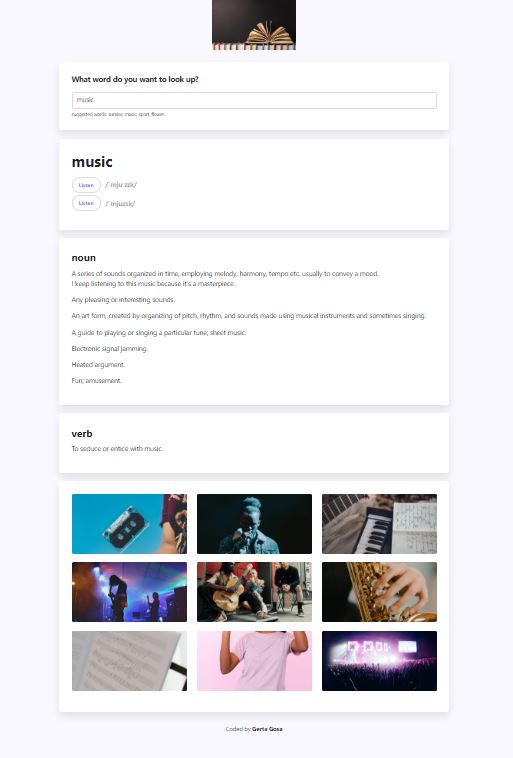 What word do you want to look up?
music
suggested words: sunrise, music, sport, flower..
music
Listen /ˈmjuːzɪk/
Listen /ˈmjuzɪk/
noun
A series of sounds organized in time, employing melody, harmony, tempo etc. usually to convey a mood.
I keep listening to this music because it's a masterpiece.
Any pleasing or interesting sounds.
An art form, created by organizing of pitch, rhythm, and sounds made using musical instruments and sometimes singing.
A guide to playing or singing a particular tune; sheet music.
Electronic signal jamming.
Heated argument.
Fun; amusement.
verb
To seduce or entice with music.
Coded by Gerta Gosa